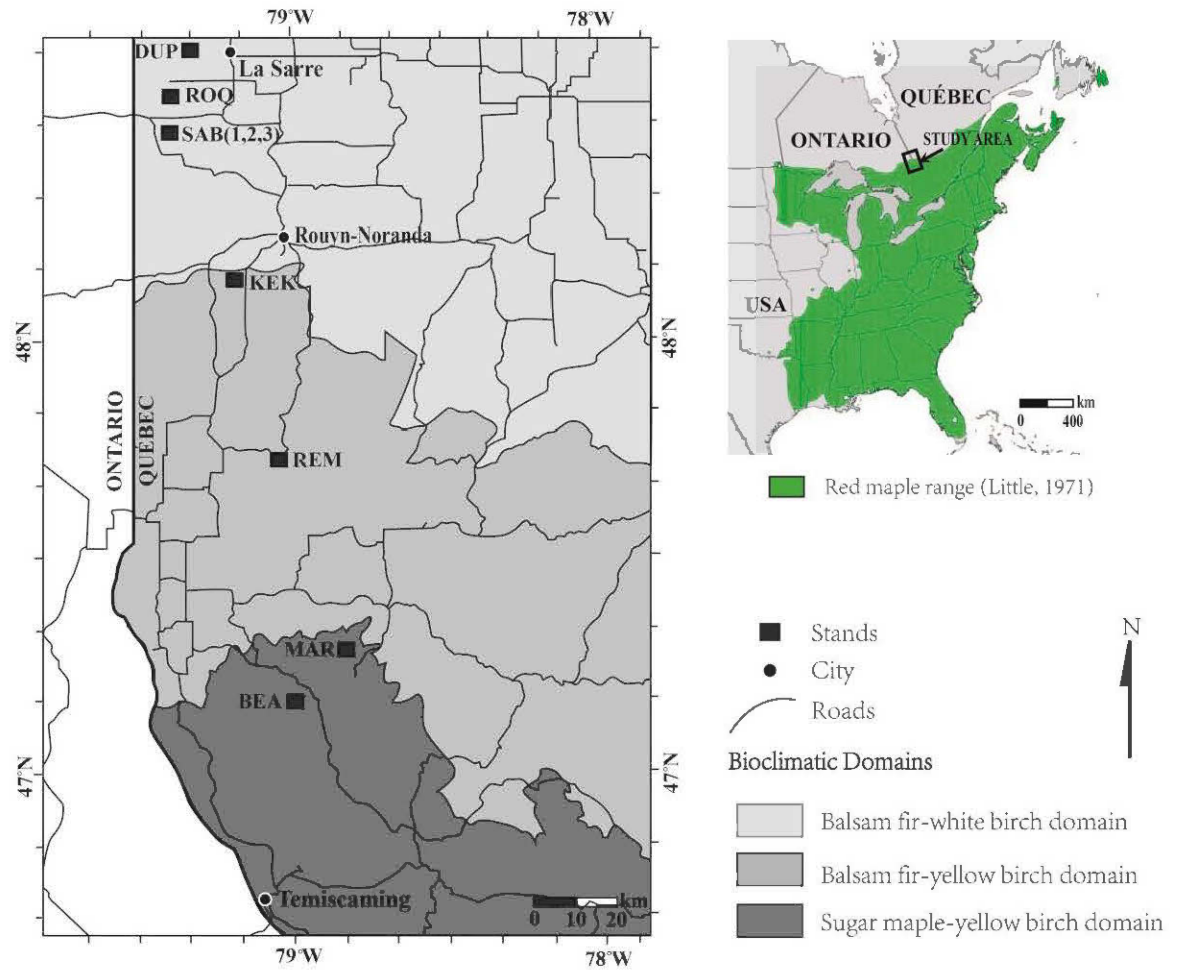 79°W
78°W
DUP
La Sarre
ROQ
SAB(1,2,3)
Rouyn-Noranda
KEK
48°N
48°N
ONTARIO
QUEBEC
REM
MAR
BEA
47°N
47°N
Temiscaming
km
0 10 20
79°W
78°W
QUÉBEC
ONTARIO
STUDY AREA
USA
km
0 400
Red maple range (Little, 1971)
Stands
City
Roads
N
Bioclimatic Domains
Balsam fir-white birch domain
Balsam fir-yellow birch domain
Sugar maple-yellow birch domain